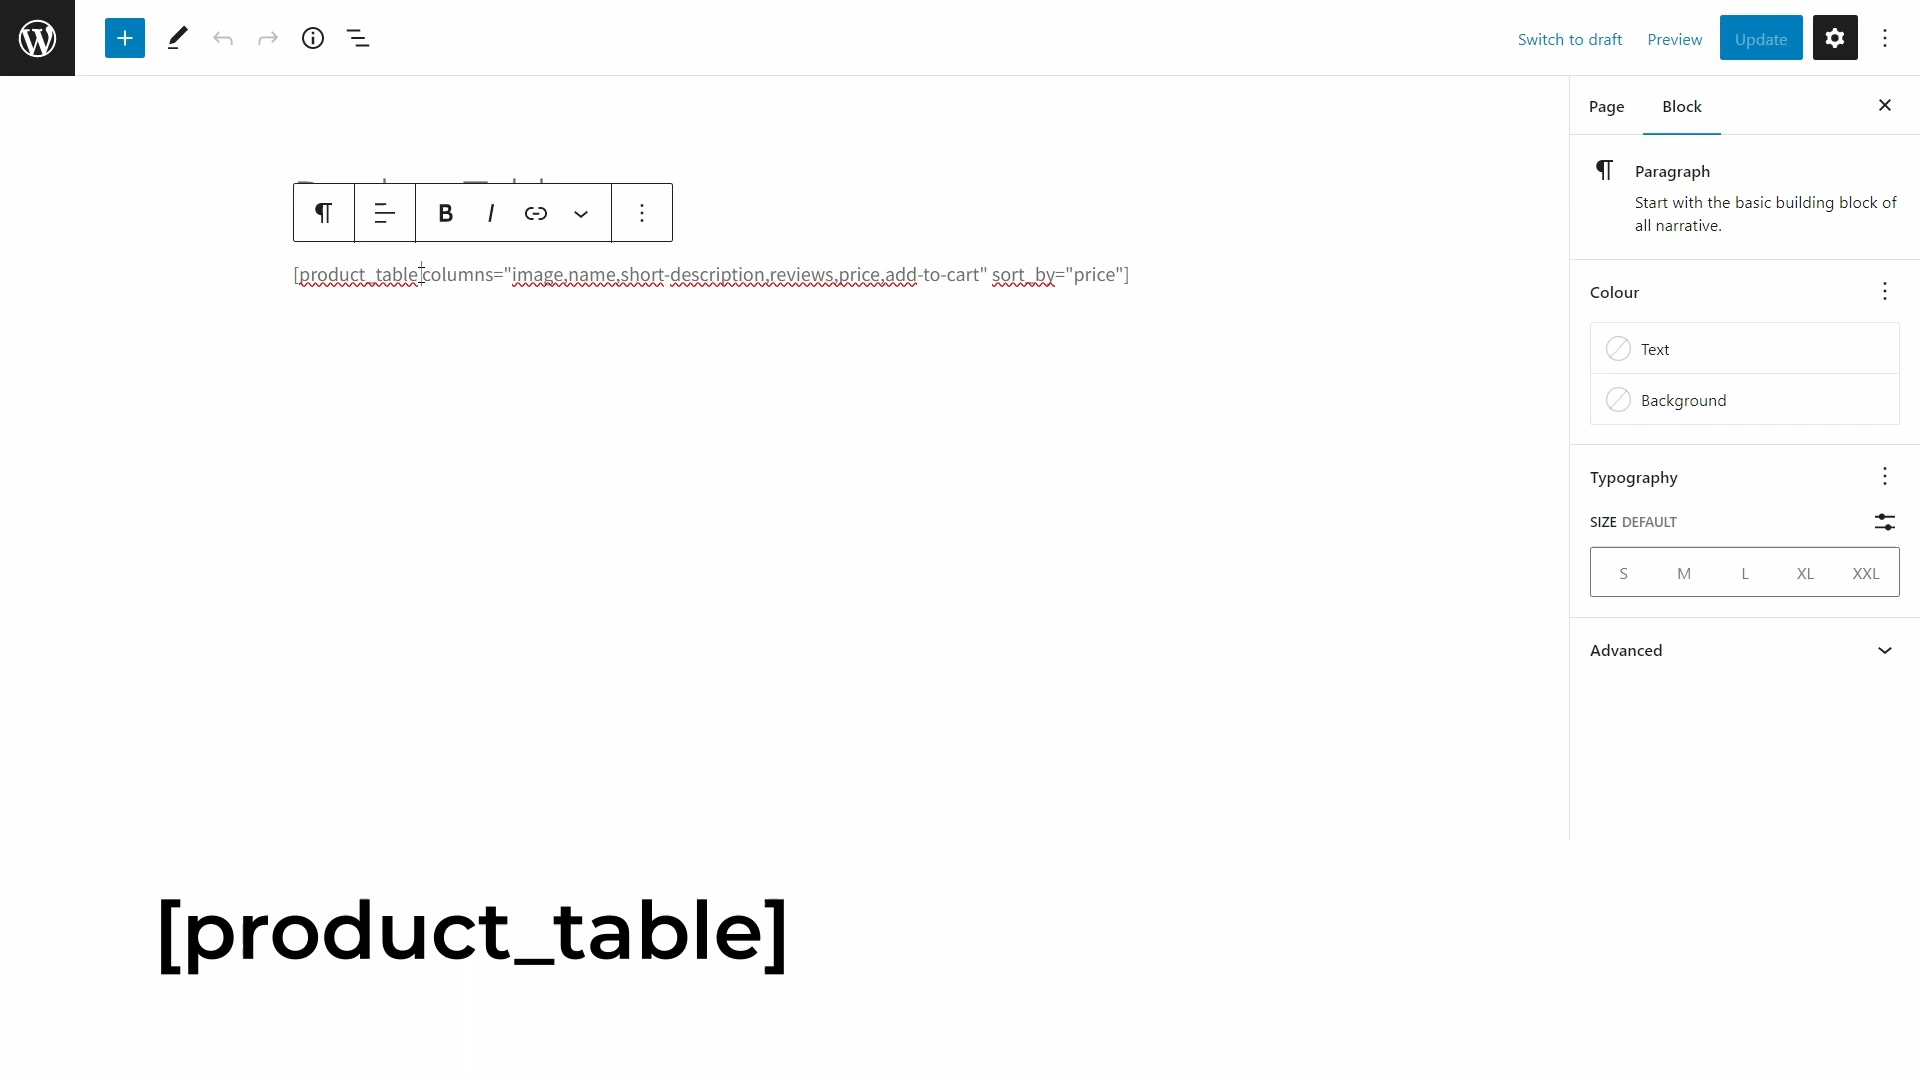 Switch to draft
Preview
Update
Page
Block
Paragraph
Start with the basic building block of
all narrative.
[product_table columns="image,name,short-description,reviews,price,add-to-cart" sort_by="price"]
Colour
Text
Background
Typography
SIZE DEFAULT
S M L XL XXL
Advanced
[product_table]